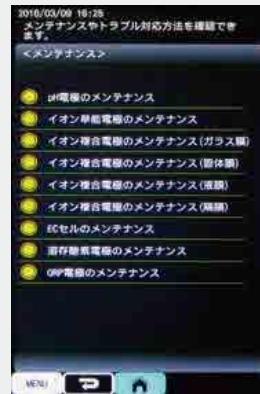 2016/03/09 16:25
メンテナンスやトラブル対応方法を確認でき
ます。
<メンテナンス>
pH電極のメンテナンス
イオン単能電極のメンテナンス
イオン複合電極のメンテナンス(ガラス膜)
イオン複合電極のメンテナンス(固体膜)
イオン複合電極のメンテナンス(液膜)
イオン複合電極のメンテナンス(隔膜)
ECセルのメンテナンス
溶存酸素電極のメンテナンス
ORP電極のメンテナンス
MENU